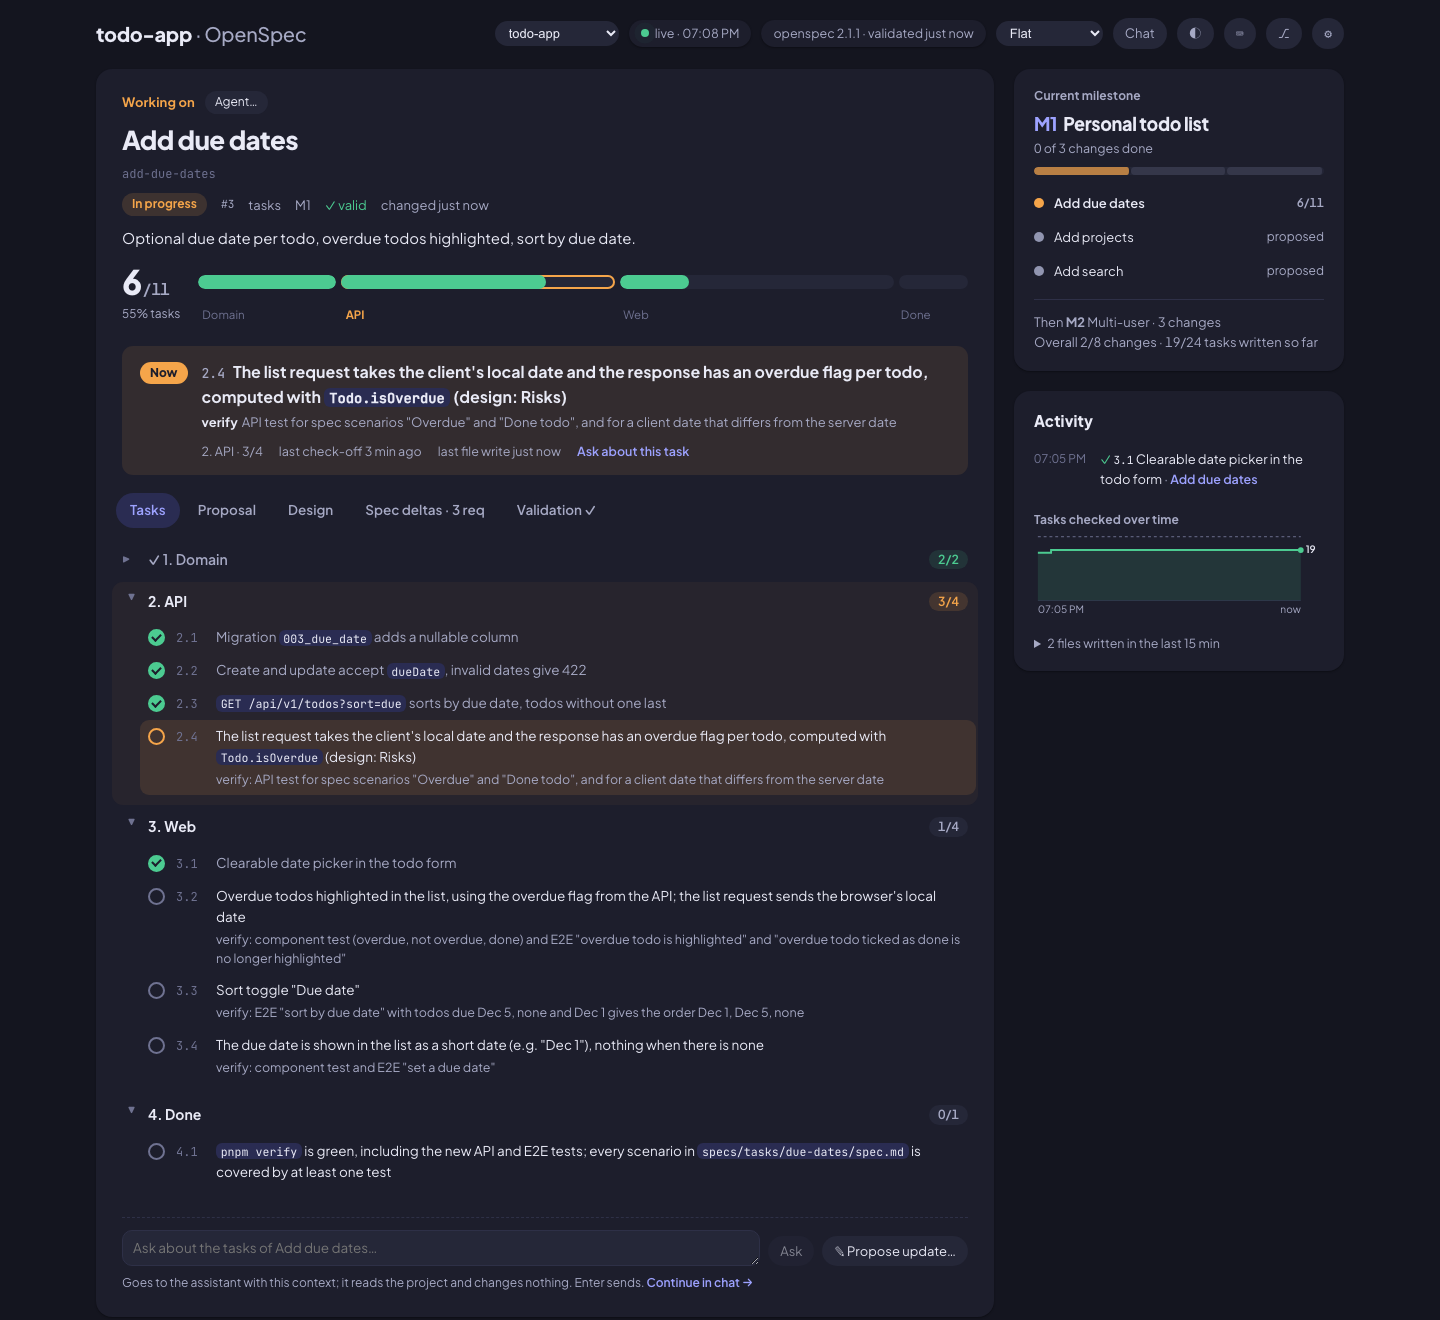 todo-app · OpenSpec
todo-app
live · 07:08 PM
openspec 2.1.1 · validated just now
Flat
Chat
Working on
Agent…
Add due dates
add-due-dates
In progress
#3
tasks
M1
✓ valid
changed just now
Optional due date per todo, overdue todos highlighted, sort by due date.
6/11
55% tasks
Domain
API
Web
Done
Now
2.4 The list request takes the client's local date and the response has an overdue flag per todo,
computed with Todo.isOverdue (design: Risks)
verify API test for spec scenarios "Overdue" and "Done todo", and for a client date that differs from the server date
2. API · 3/4
last check-off 3 min ago
last file write just now
Ask about this task
Tasks
Proposal
Design
Spec deltas · 3 req
Validation ✓
✓ 1. Domain
2/2
2. API
3/4
2.1 Migration 003_due_date adds a nullable column
2.2 Create and update accept dueDate, invalid dates give 422
2.3 GET /api/v1/todos?sort=due sorts by due date, todos without one last
2.4 The list request takes the client's local date and the response has an overdue flag per todo, computed with
Todo.isOverdue (design: Risks)
verify: API test for spec scenarios "Overdue" and "Done todo", and for a client date that differs from the server date
3. Web
1/4
3.1 Clearable date picker in the todo form
3.2 Overdue todos highlighted in the list, using the overdue flag from the API; the list request sends the browser's local
date
verify: component test (overdue, not overdue, done) and E2E "overdue todo is highlighted" and "overdue todo ticked as done is
no longer highlighted"
3.3 Sort toggle "Due date"
verify: E2E "sort by due date" with todos due Dec 5, none and Dec 1 gives the order Dec 1, Dec 5, none
3.4 The due date is shown in the list as a short date (e.g. "Dec 1"), nothing when there is none
verify: component test and E2E "set a due date"
4. Done
0/1
4.1 pnpm verify is green, including the new API and E2E tests; every scenario in specs/tasks/due-dates/spec.md is
covered by at least one test
Ask about the tasks of Add due dates…
Ask
✎ Propose update…
Goes to the assistant with this context; it reads the project and changes nothing. Enter sends. Continue in chat →
Current milestone
M1 Personal todo list
0 of 3 changes done
Add due dates
6/11
Add projects
proposed
Add search
proposed
Then M2 Multi-user · 3 changes
Overall 2/8 changes · 19/24 tasks written so far
Activity
07:05 PM
✓ 3.1 Clearable date picker in the
todo form · Add due dates
Tasks checked over time
19
07:05 PM
now
2 files written in the last 15 min